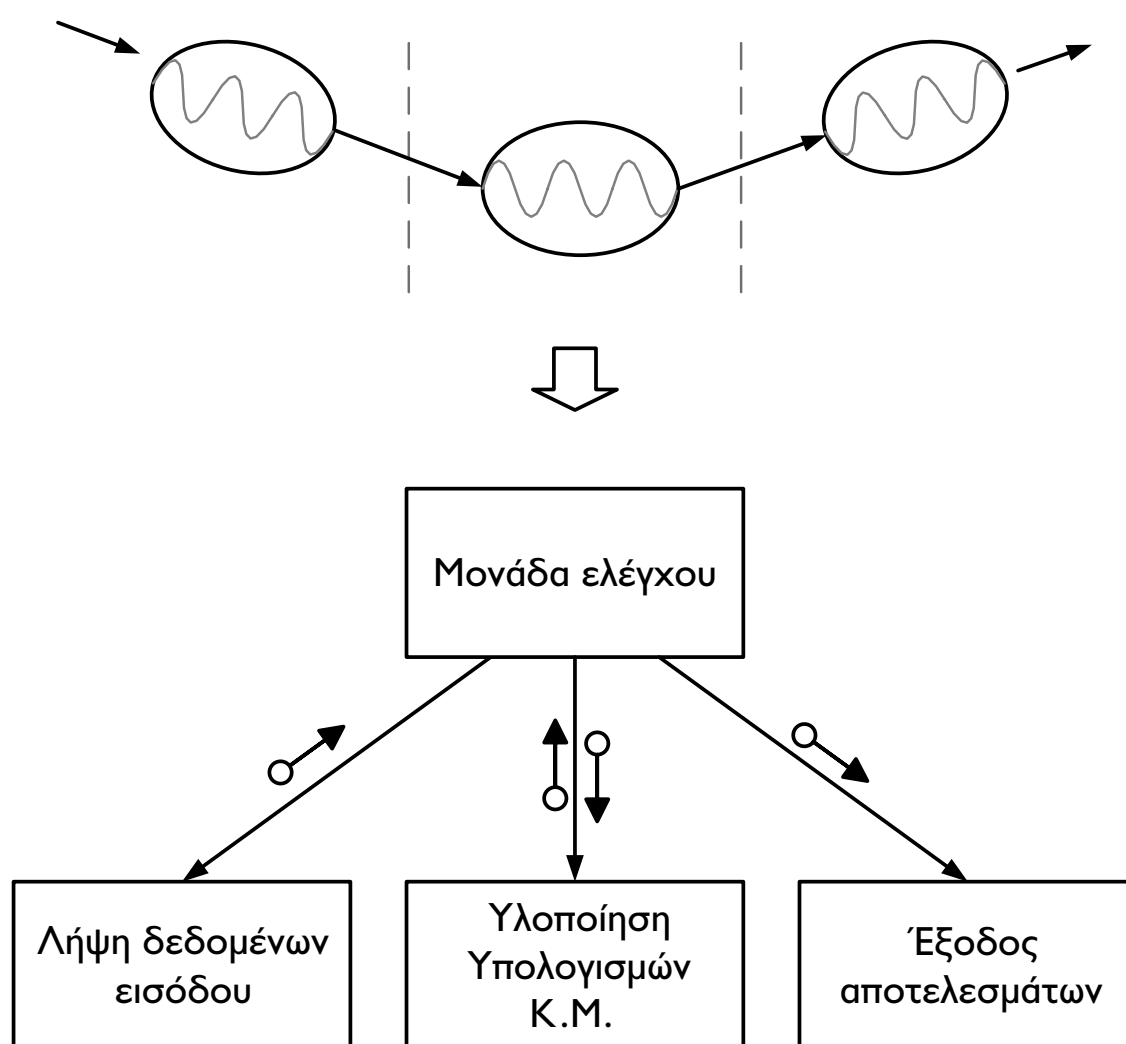 Μονάδα ελέγχου
Λήψη δεδομένων
εισόδου
Υλοποίηση
Υπολογισμών
Κ.Μ.
Έξοδος
αποτελεσμάτων